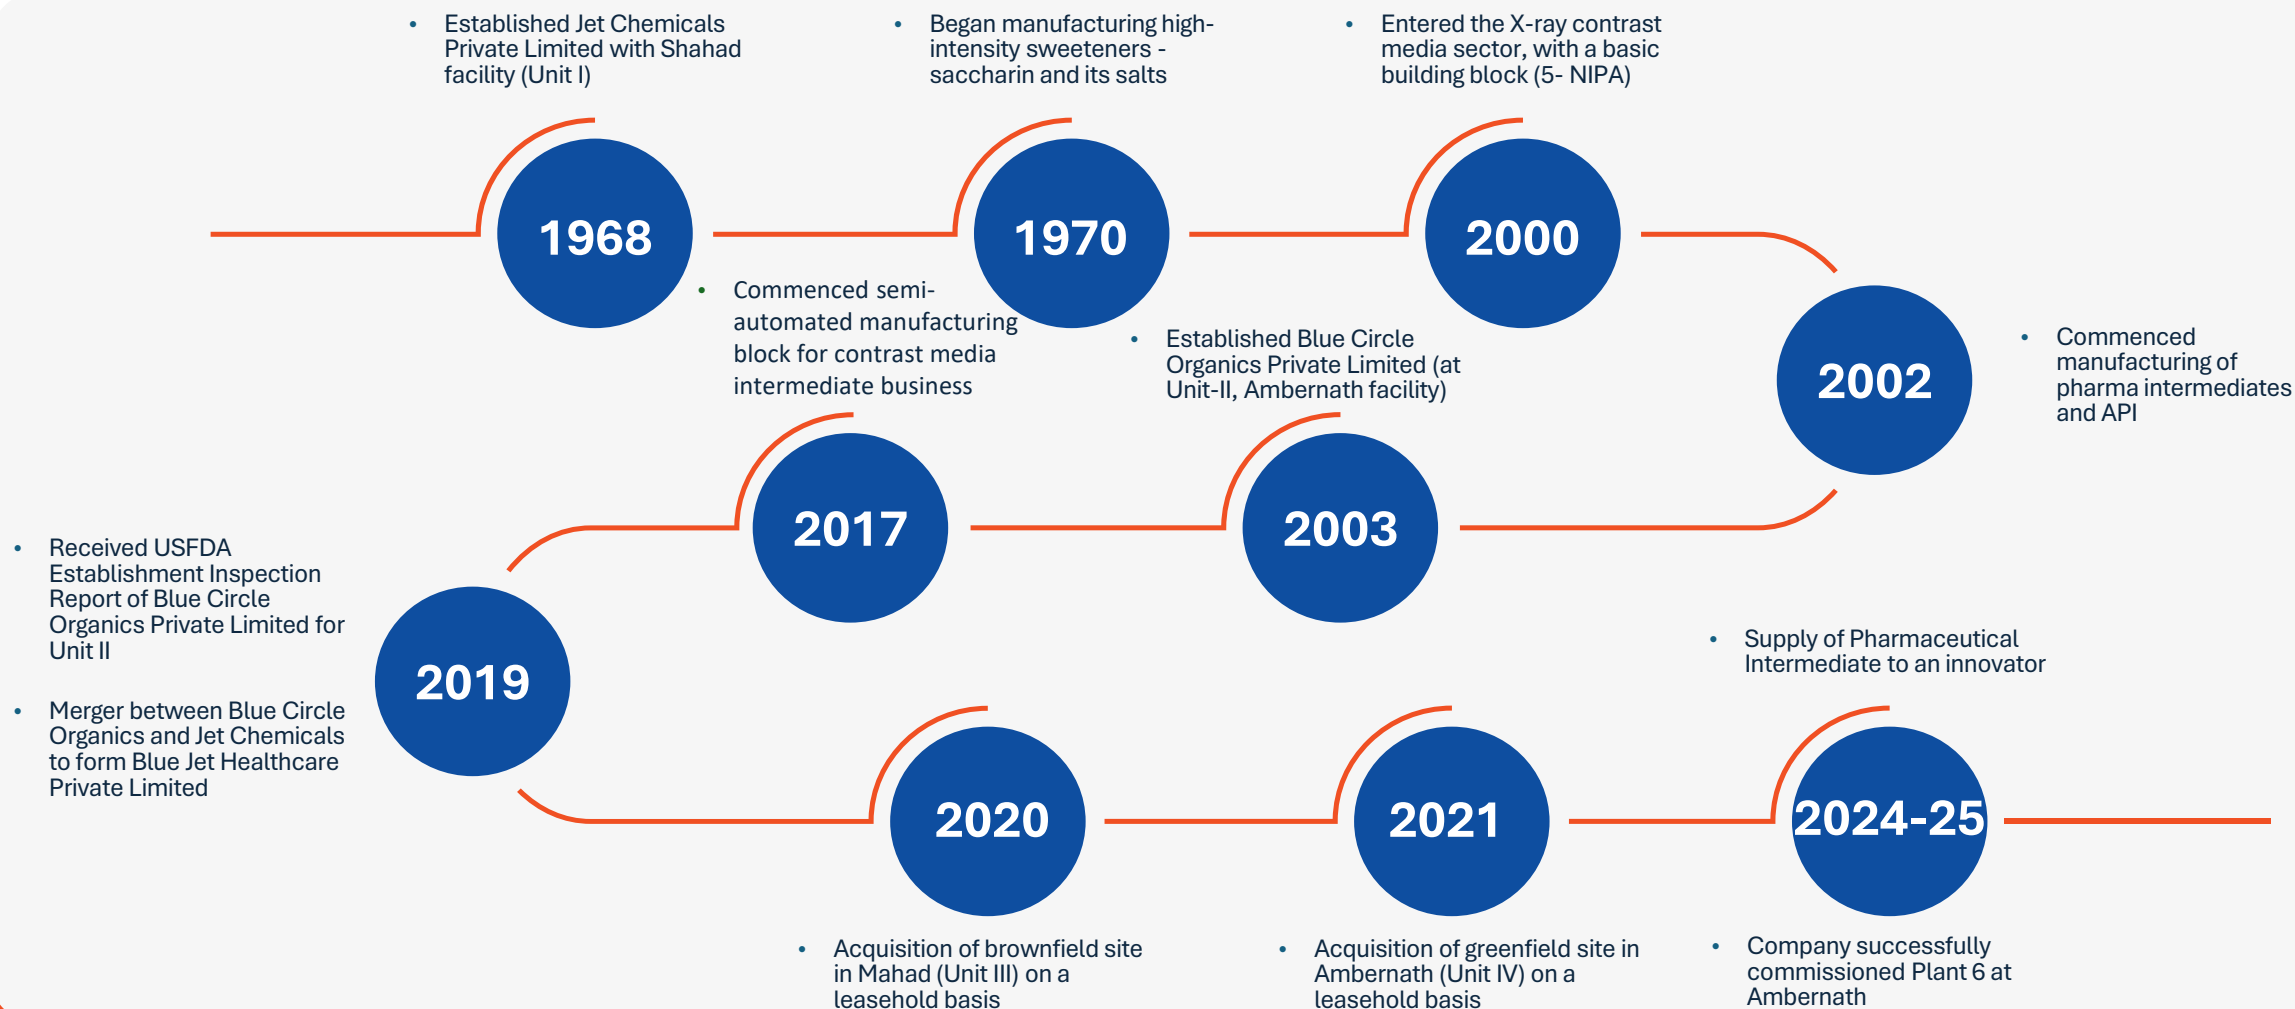 • Established Jet Chemicals
Private Limited with Shahad
facility (Unit I)
1968
• Began manufacturing high-
intensity sweeteners -
saccharin and its salts
1970
• Entered the X-ray contrast
media sector, with a basic
building block (5- NIPA)
2000
2002
• Commenced
manufacturing of
pharma intermediates
and API
• Established Blue Circle
Organics Private Limited (at
Unit-II, Ambernath facility)
2003
• Commenced semi-
automated manufacturing
block for contrast media
intermediate business
2017
• Received USFDA
Establishment Inspection
Report of Blue Circle
Organics Private Limited for
Unit II
• Merger between Blue Circle
Organics and Jet Chemicals
to form Blue Jet Healthcare
Private Limited
2019
2020
• Acquisition of brownfield site
in Mahad (Unit III) on a
leasehold basis
2021
• Acquisition of greenfield site in
Ambernath (Unit IV) on a
leasehold basis
• Supply of Pharmaceutical
Intermediate to an innovator
2024-25
• Company successfully
commissioned Plant 6 at
Ambernath